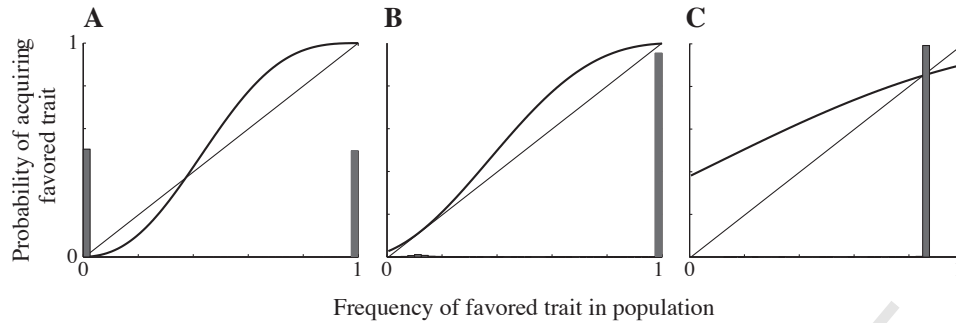 A B C
Probability of acquiring
favored trait
1
0
0 1 0 1 0
Frequency of favored trait in population